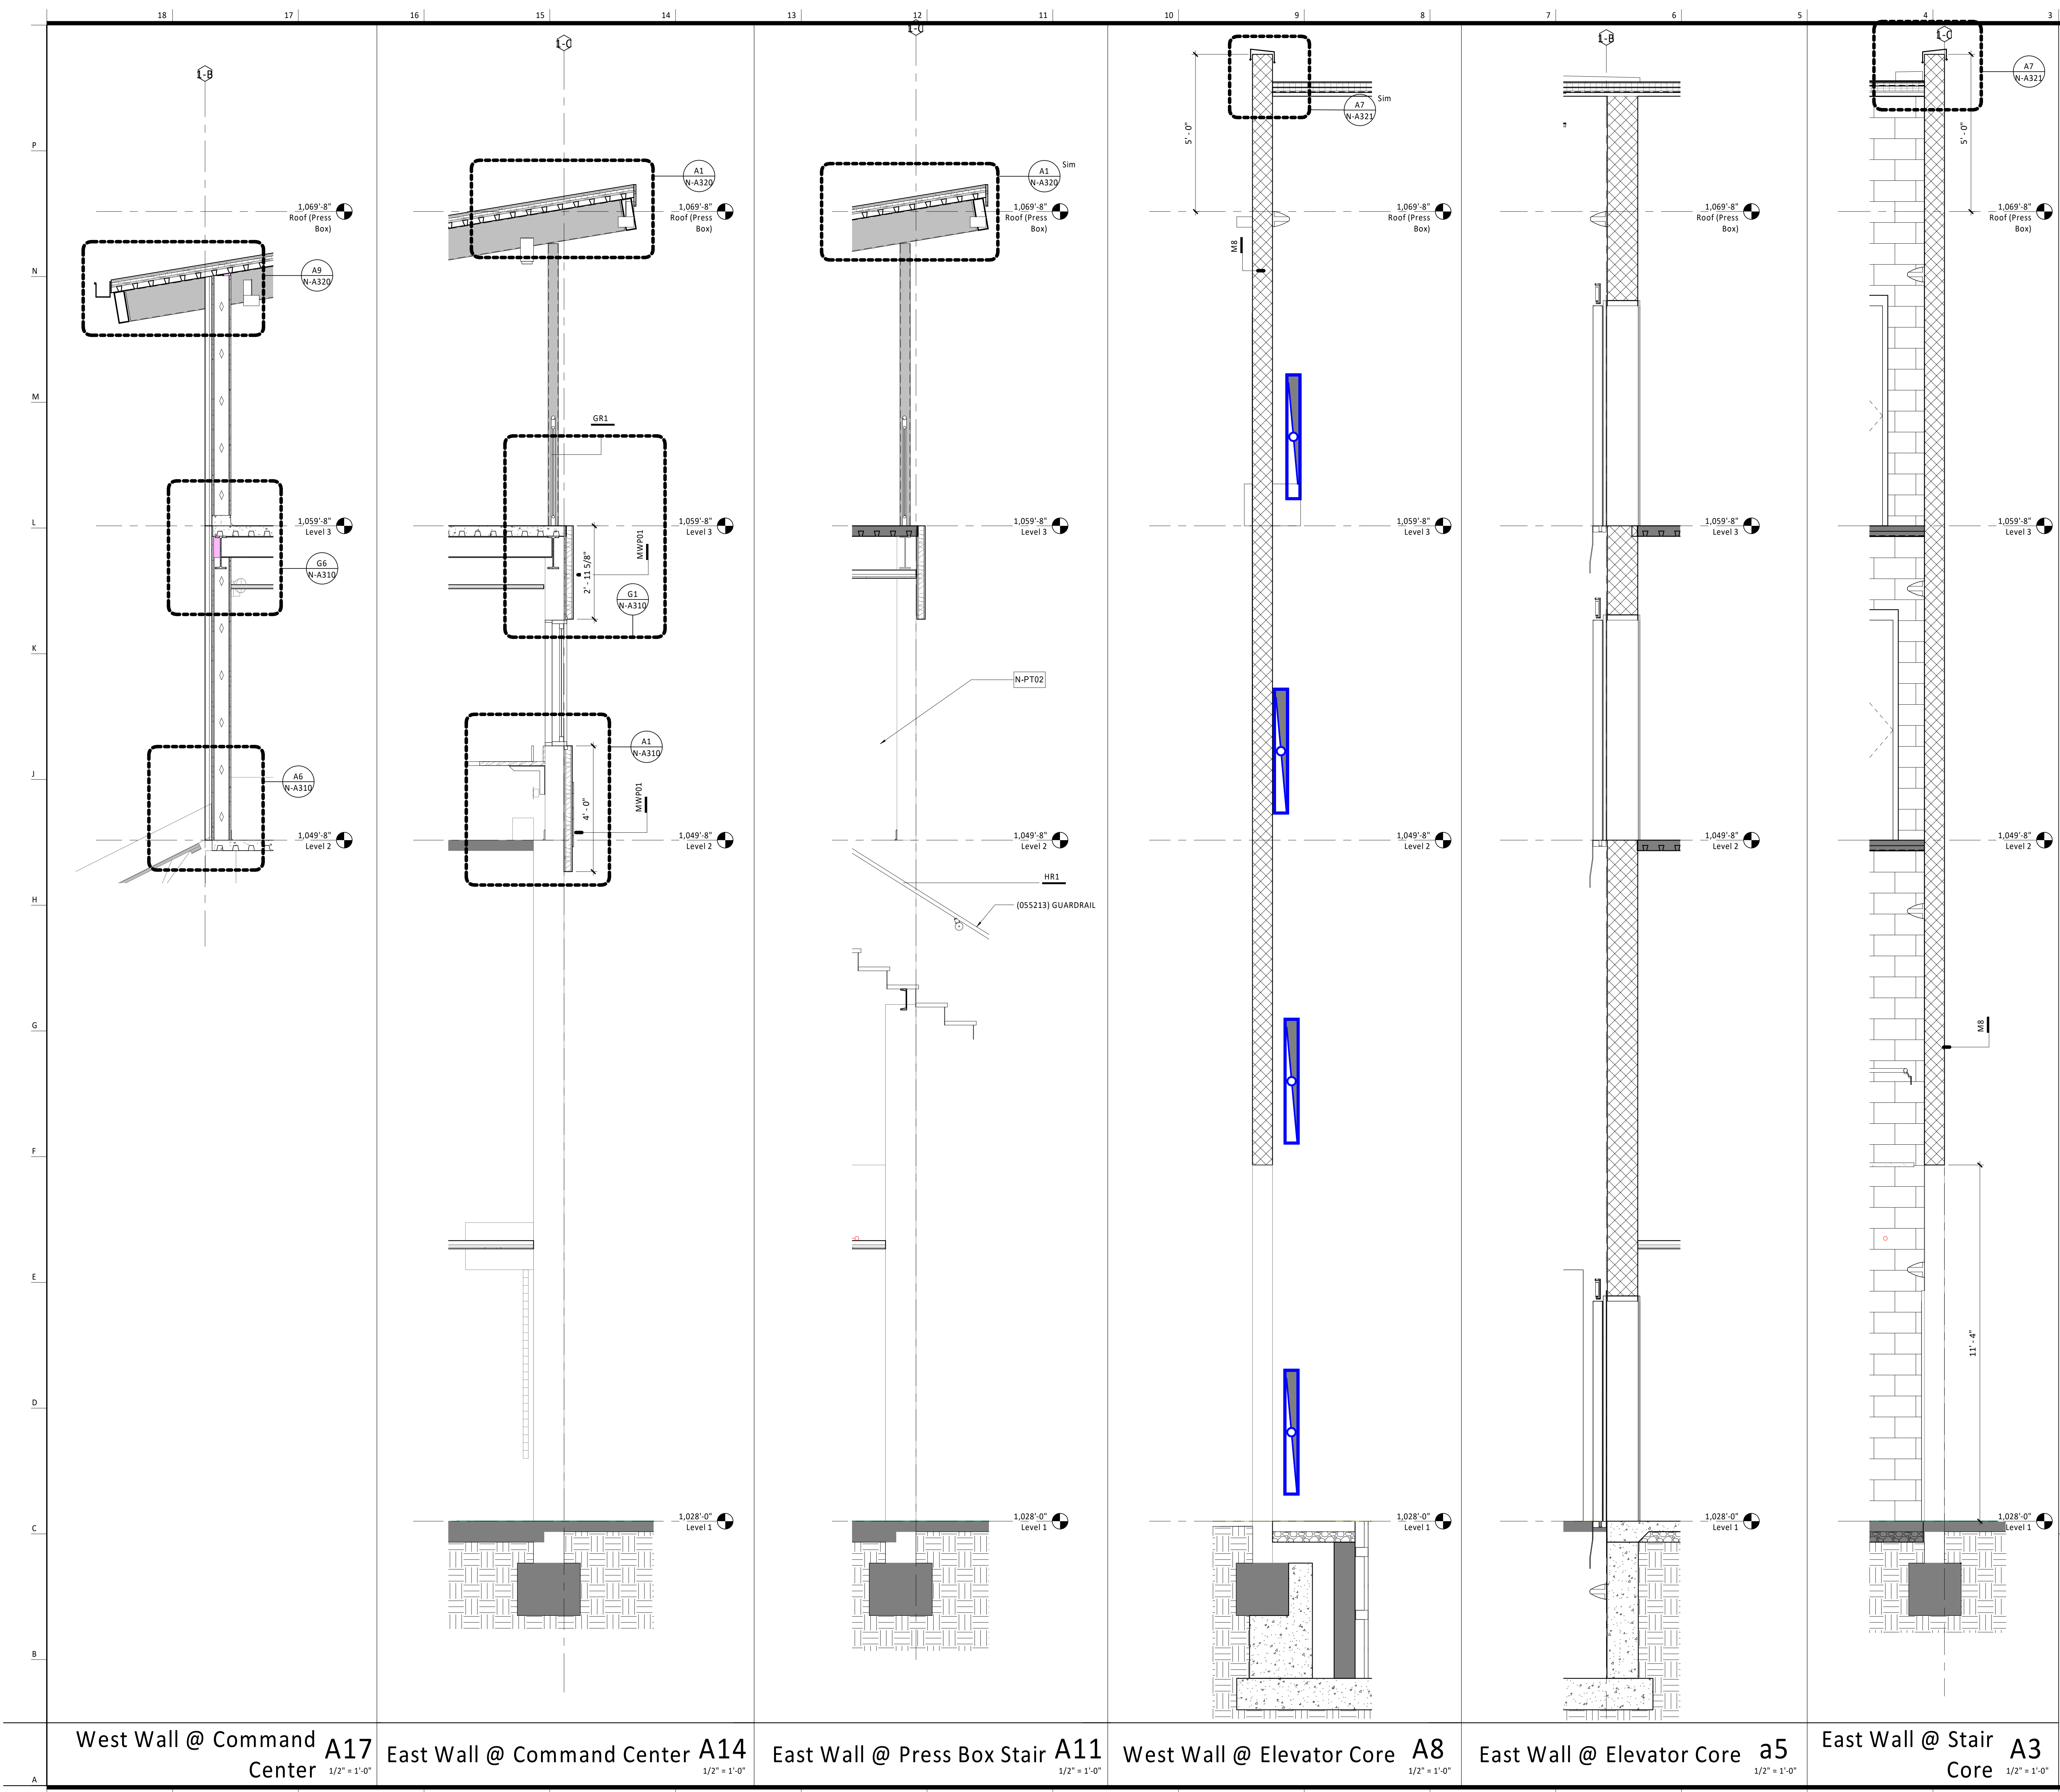 18
17
16
15
14
13
12
11
10
9
8
7
6
5
4
3
P
N
M
L
K
J
H
G
F
E
D
C
B
A
1-B
A9
N-A320
1,069'-8"
Roof (Press
Box)
1,059'-8"
Level 3
G6
N-A310
A6
N-A310
1,049'-8"
Level 2
West Wall @ Command
Center
A17
1/2" = 1'-0"
1-C
A1
N-A320
1,069'-8"
Roof (Press
Box)
GR1
1,059'-8"
Level 3
MWP01
2' - 11 5/8"
G1
N-A310
A1
N-A310
MWP01
4' - 0"
1,049'-8"
Level 2
1,028'-0"
Level 1
East Wall @ Command Center
A14
1/2" = 1'-0"
1-C
A1
N-A320
Sim
1,069'-8"
Roof (Press
Box)
1,059'-8"
Level 3
N-PT02
1,049'-8"
Level 2
HR1
(055213) GUARDRAIL
1,028'-0"
Level 1
East Wall @ Press Box Stair
A11
1/2" = 1'-0"
5' - 0"
A7
N-A321
Sim
1,069'-8"
Roof (Press
Box)
M8
1,059'-8"
Level 3
1,049'-8"
Level 2
1,028'-0"
Level 1
West Wall @ Elevator Core
A8
1/2" = 1'-0"
1-B
1,069'-8"
Roof (Press
Box)
1,059'-8"
Level 3
1,049'-8"
Level 2
1,028'-0"
Level 1
East Wall @ Elevator Core
a5
1/2" = 1'-0"
1-C
A7
N-A321
5' - 0"
1,069'-8"
Roof (Press
Box)
1,059'-8"
Level 3
1,049'-8"
Level 2
M8
11' - 4"
1,028'-0"
Level 1
East Wall @ Stair
Core
A3
1/2" = 1'-0"